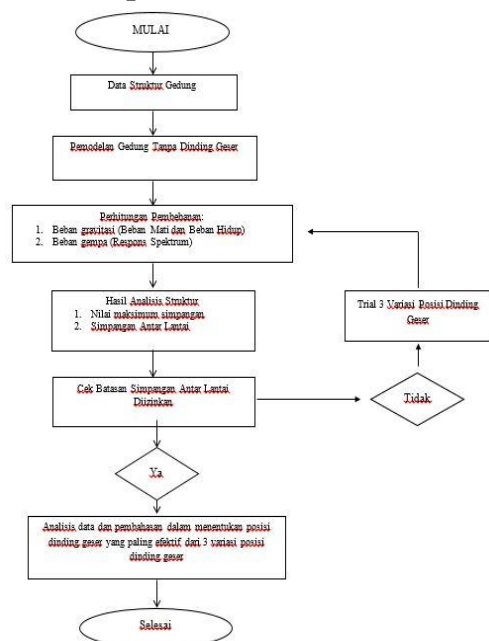 MULAI
Data Struktur Gedung
Pemodelan Gedung Tanpa Dinding Geser
Perhitungan Pembebanan:
1. Beban gravitasi (Beban Mati dan Beban Hidup)
2. Beban gempa (Respons Spektrum)
Hasil Analisis Struktur
1. Nilai maksimum simpangan
2. Simpangan Antar Lantai
Trial 3 Variasi Posisi Dinding
Geser
Cek Batasan Simpangan Antar Lantai
Diizinkan
Tidak
Ya
Analisis data dan pembahasan dalam menentukan posisi
dinding geser yang paling efektif dari 3 variasi posisi
dinding geser
Selesai